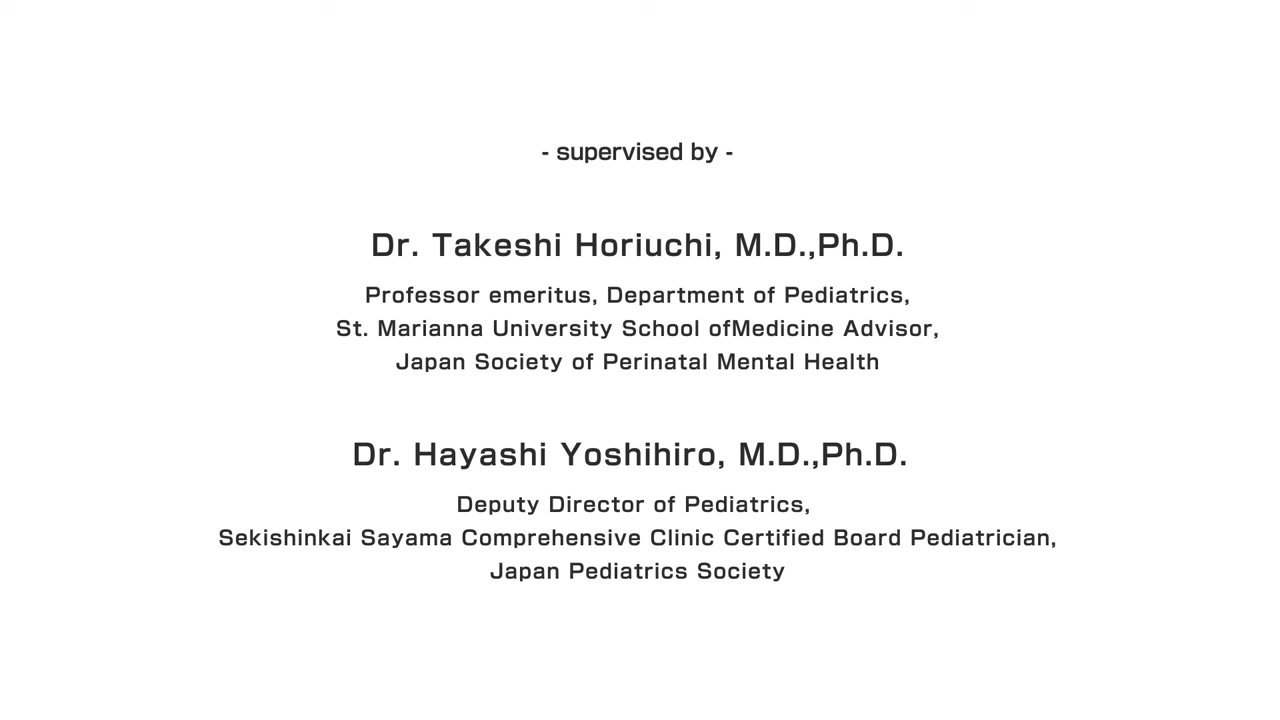 - supervised by -
Dr. Takeshi Horiuchi, M.D.,Ph.D.
Professor emeritus, Department of Pediatrics,
St. Marianna University School ofMedicine Advisor,
Japan Society of Perinatal Mental Health
Dr. Hayashi Yoshihiro, M.D.,Ph.D.
Deputy Director of Pediatrics,
Sekishinkai Sayama Comprehensive Clinic Certified Board Pediatrician,
Japan Pediatrics Society